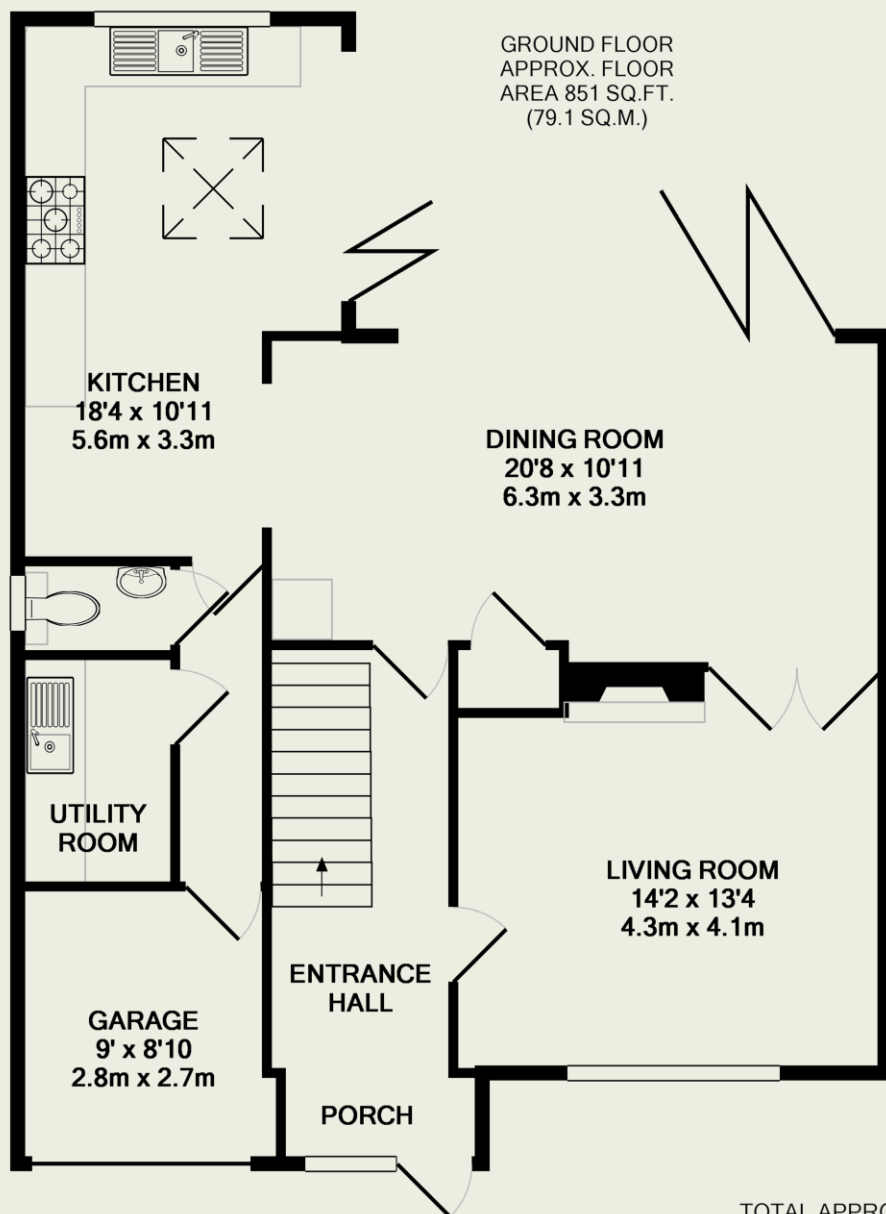 GROUND FLOOR
APPROX. FLOOR
AREA 851 SQ.FT.
(79.1 SQ.M.)
KITCHEN
18'4 x 10'11
5.6m x 3.3m
DINING ROOM
20'8 x 10'11
6.3m x 3.3m
UTILITY
ROOM
LIVING ROOM
14'2 x 13'4
4.3m x 4.1m
ENTRANCE
HALL
GARAGE
9' x 8'10
2.8m x 2.7m
PORCH
TOTAL APPRO